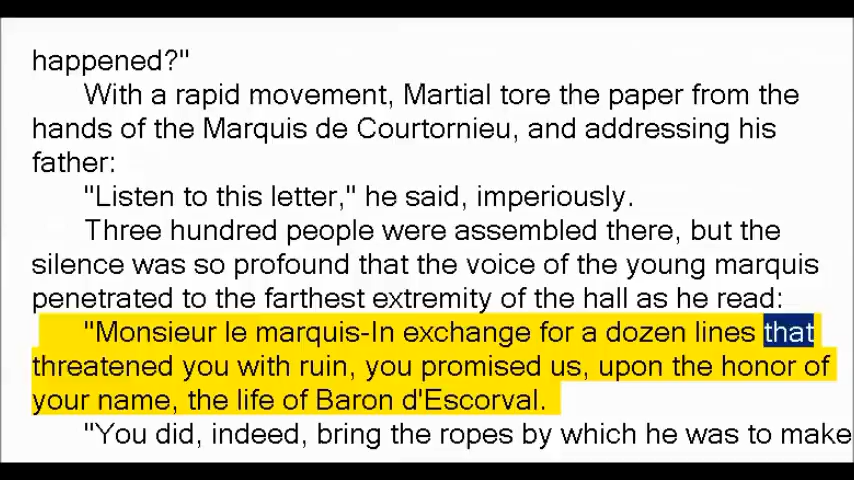 happened?"
With a rapid movement, Martial tore the paper from the
hands of the Marquis de Courtornieu, and addressing his
father:
"Listen to this letter," he said, imperiously.
Three hundred people were assembled there, but the
silence was so profound that the voice of the young marquis
penetrated to the farthest extremity of the hall as he read:
"Monsieur le marquis-In exchange for a dozen lines that
threatened you with ruin, you promised us, upon the honor of
your name, the life of Baron d'Escorval.
"You did, indeed, bring the ropes by which he was to make